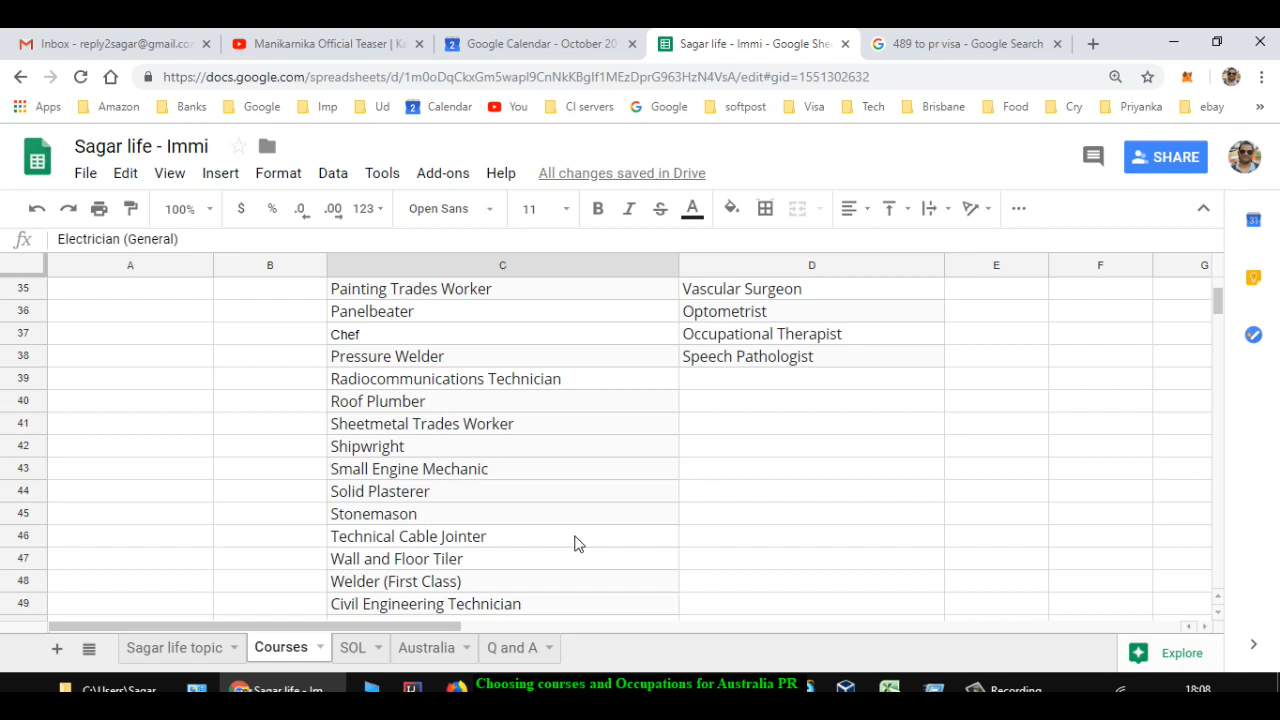 Inbox - reply2sagar@gmail.co
Manikarnika Official Teaser | Ka
Google Calendar - October 20
Sagar life - Immi - Google She
489 to pr visa - Google Search
https://docs.google.com/spreadsheets/d/1m0oDqCkxGm5wapI9CnNkKBgIf1MEzDprG963HzN4VsA/edit#gid=1551302632
Apps Amazon Banks Google Imp Ud 2 Calendar You CI servers Google softpost Visa Tech Brisbane Food Cry Priyanka ebay »
Sagar life - Immi
File Edit View Insert Format Data Tools Add-ons Help All changes saved in Drive
SHARE
100% $ % .0 .00 123 Open Sans 11 B I S A
fx Electrician (General)
A B C D E F G
35 Painting Trades Worker Vascular Surgeon
36 Panelbeater Optometrist
37 Chef Occupational Therapist
38 Pressure Welder Speech Pathologist
39 Radiocommunications Technician
40 Roof Plumber
41 Sheetmetal Trades Worker
42 Shipwright
43 Small Engine Mechanic
44 Solid Plasterer
45 Stonemason
46 Technical Cable Jointer
47 Wall and Floor Tiler
48 Welder (First Class)
49 Civil Engineering Technician
Sagar life topic Courses SOL Australia Q and A
Explore
C:\Users\Sagar Sagar life - Im Choosing courses and Occupations for Australia PR Recording 18:08